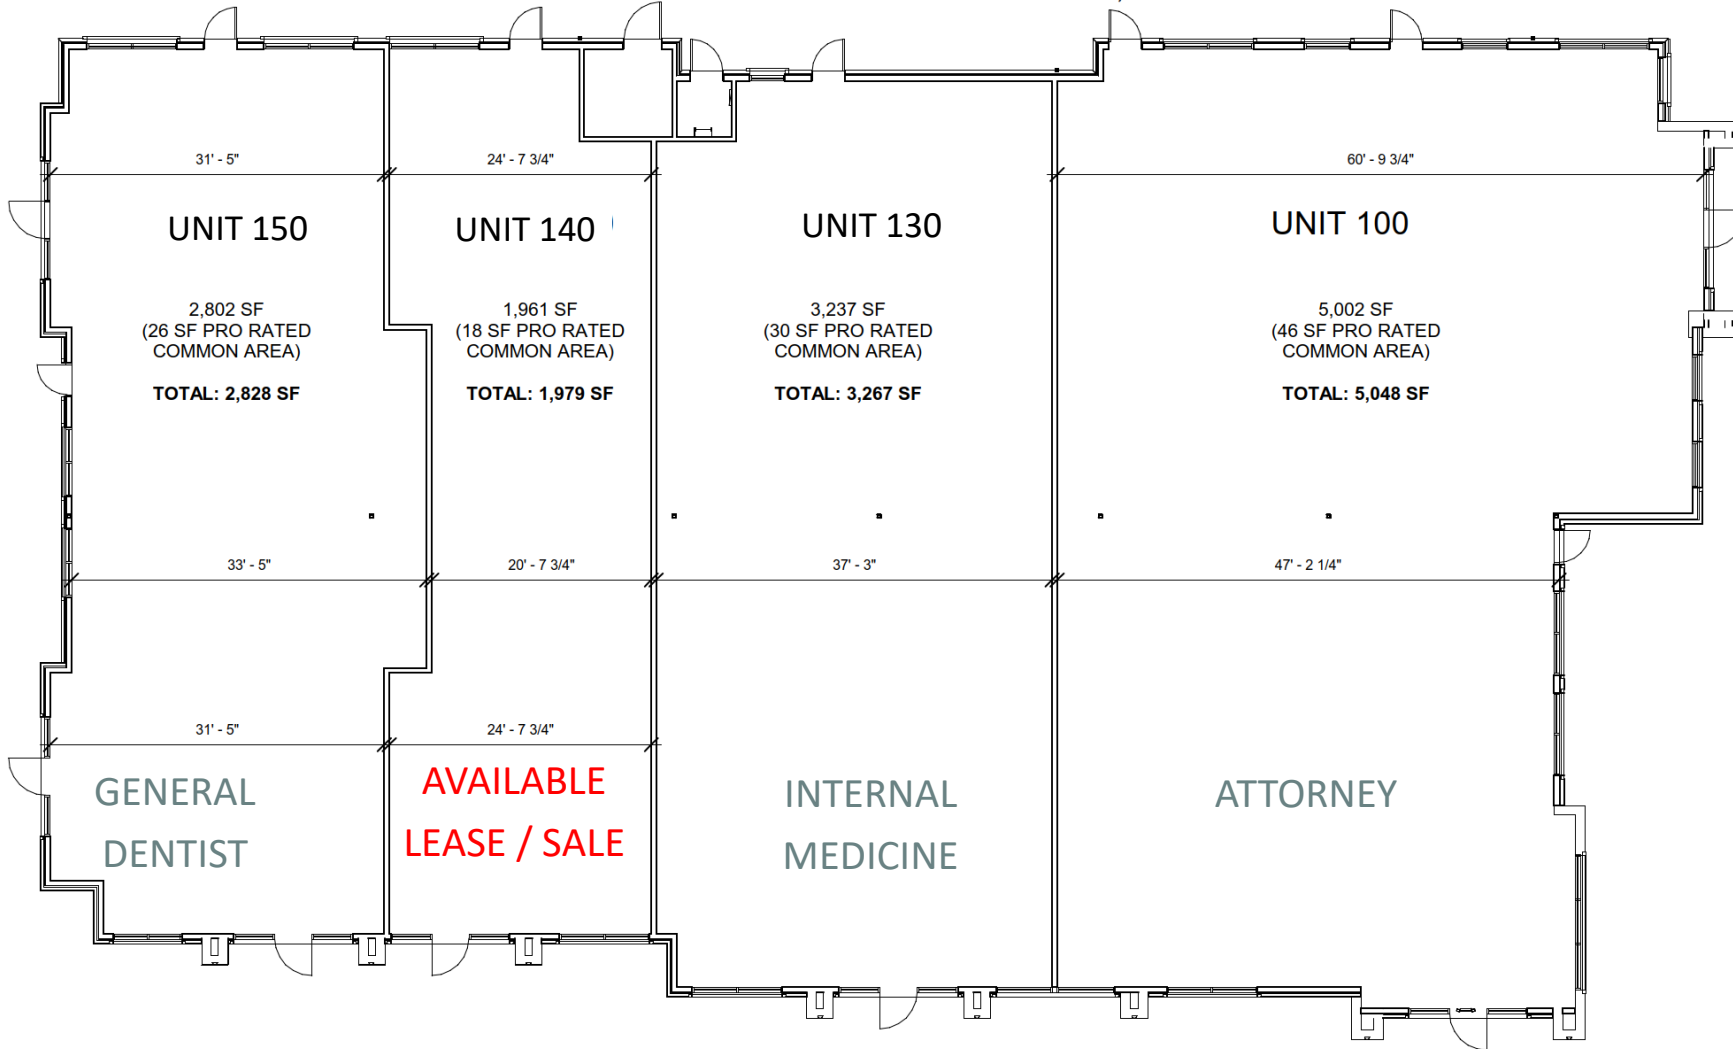 31' - 5"
24' - 7 3/4"
60' - 9 3/4"
UNIT 150
UNIT 140
UNIT 130
UNIT 100
2,802 SF
(26 SF PRO RATED
COMMON AREA)
TOTAL: 2,828 SF
1,961 SF
(18 SF PRO RATED
COMMON AREA)
TOTAL: 1,979 SF
3,237 SF
(30 SF PRO RATED
COMMON AREA)
TOTAL: 3,267 SF
5,002 SF
(46 SF PRO RATED
COMMON AREA)
TOTAL: 5,048 SF
33' - 5"
20' - 7 3/4"
37' - 3"
47' - 2 1/4"
31' - 5"
24' - 7 3/4"
GENERAL
DENTIST
AVAILABLE
LEASE / SALE
INTERNAL
MEDICINE
ATTORNEY